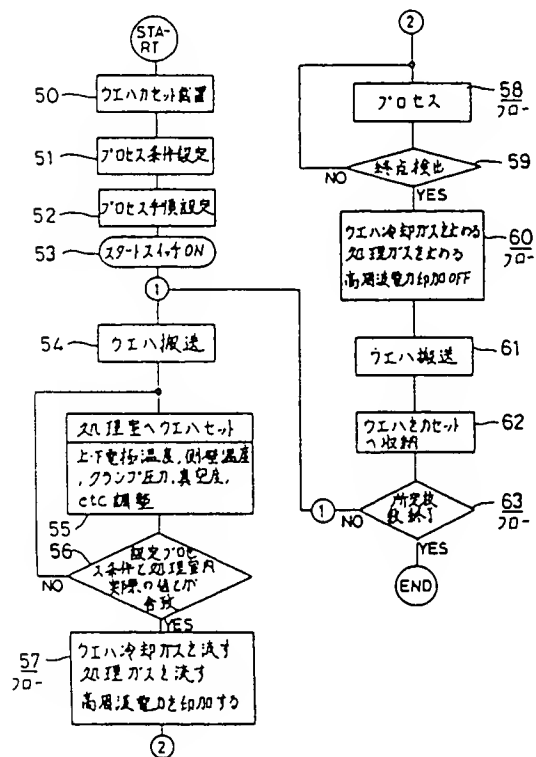 STA-
RT
50
ウエハカセット載置
51
プロセス条件設定
52
プロセス手順設定
53
スタートスイッチON
1
54
ウエハ搬送
処理室へウエハセット
上下電極温度,側壁温度
,クランプ圧力,真空度,
etc調整
55
56
設定プロセ
ス条件と処理室内
実際の値とが
合致
NO
YES
57
フロー
ウエハ冷却ガスを流す
処理ガスを流す
高周波電力を印加する
2
2
プロセス
58
フロー
終点検出
59
NO
YES
ウエハ冷却ガスを止める
処理ガスを止める
高周波電力印加OFF
60
フロー
ウエハ搬送
61
ウエハをカセット
へ収納
62
所定枚
数終了
63
フロー
1
NO
YES
END